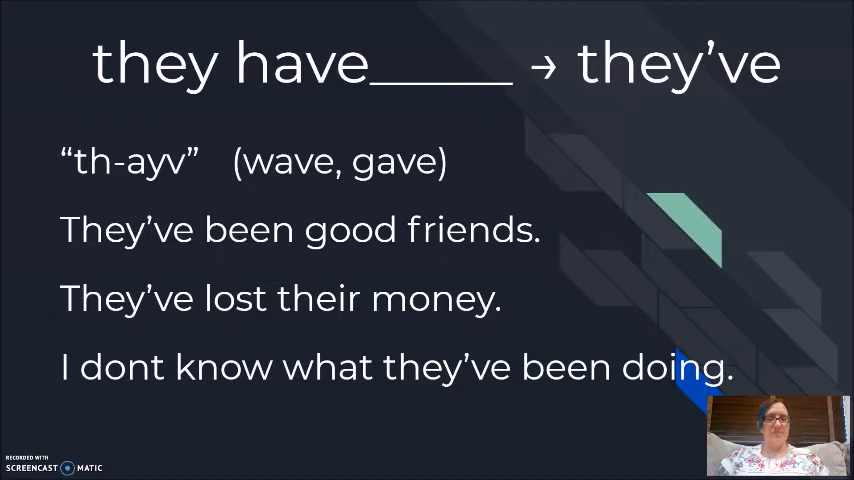 they have______ → they’ve
“th-ayv” (wave, gave)
They’ve been good friends.
They’ve lost their money.
I dont know what they’ve been doing.
RECORDED WITH
SCREENCAST MATIC